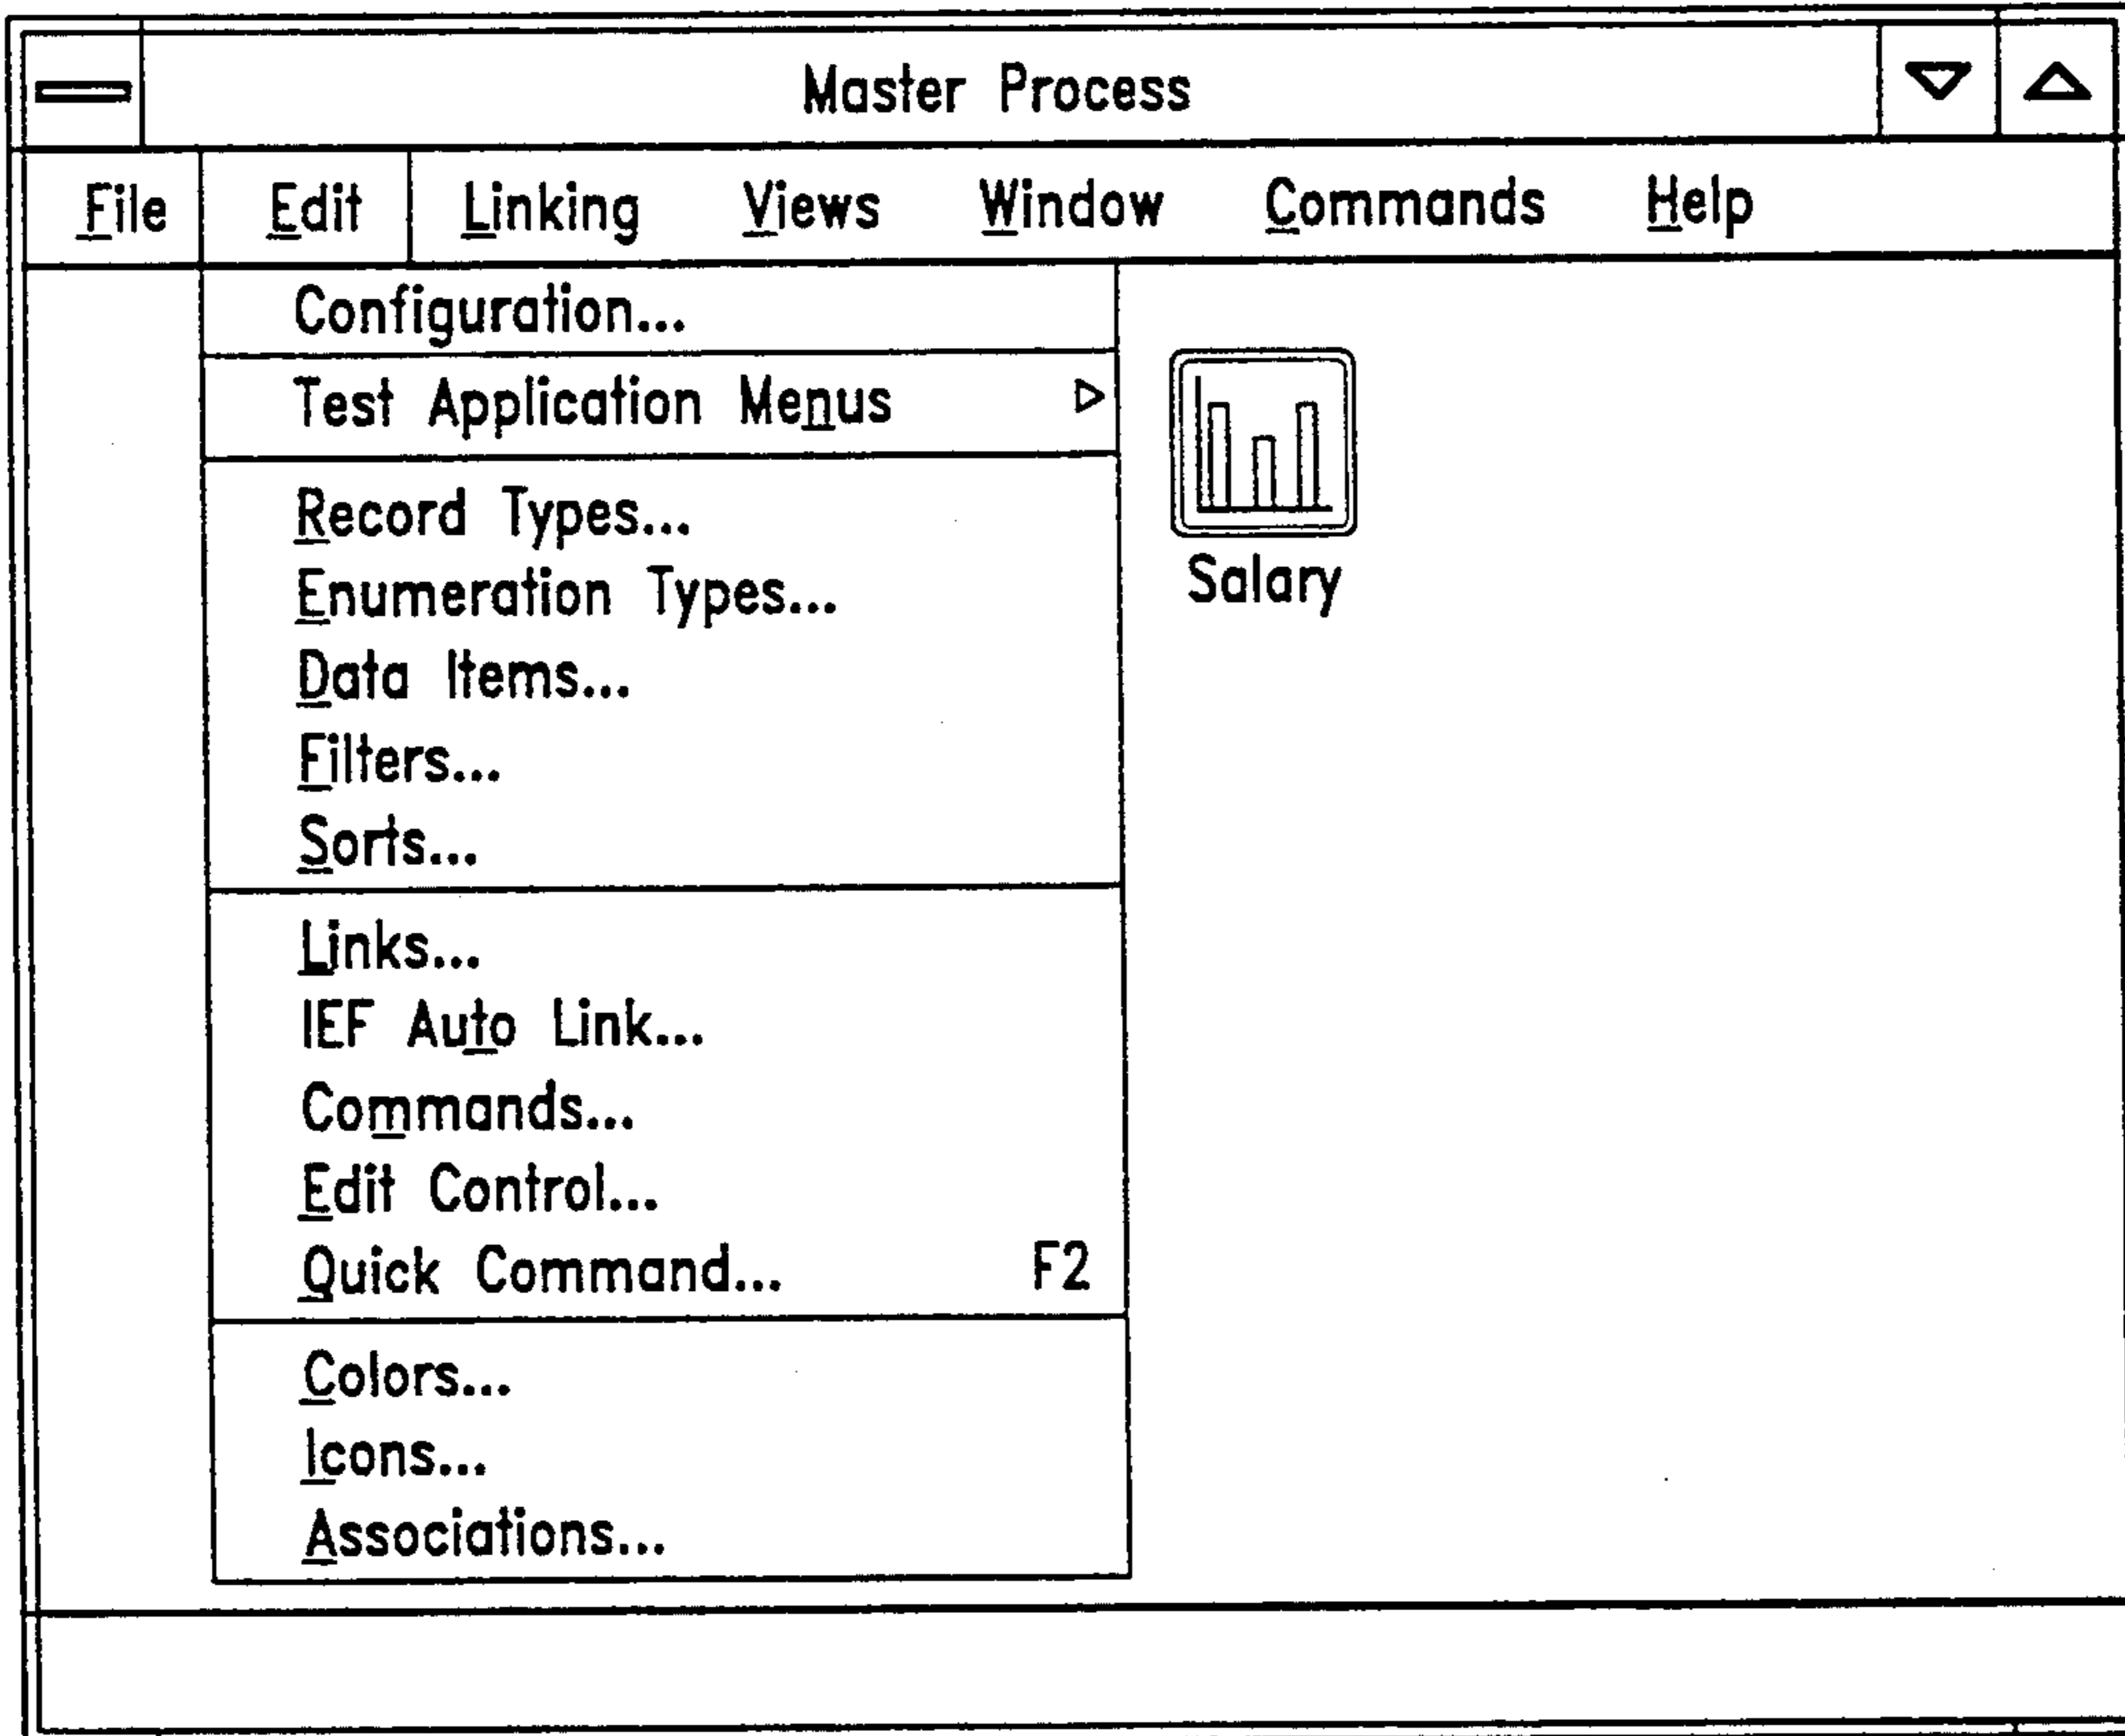 Master Process
File Edit Linking Views Window Commands Help
Configuration...
Test Application Menus
Record Types...
Enumeration Types...
Data Items...
Filters...
Sorts...
Links...
IEF Auto Link...
Commands...
Edit Control...
Quick Command... F2
Colors...
Icons...
Associations...
Salary